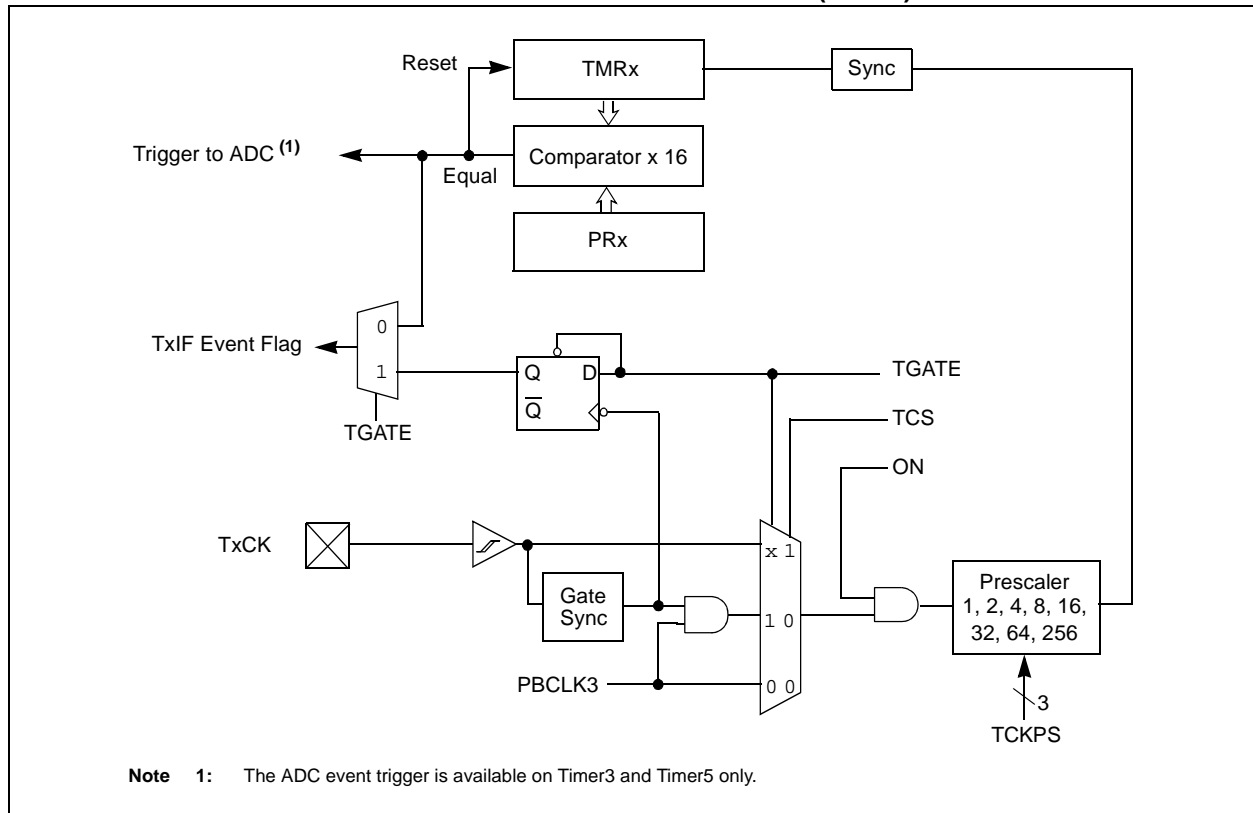 Reset
TMRx
Sync
Trigger to ADC (1)
Equal
Comparator x 16
PRx
TxIF Event Flag
0
1
TGATE
Q D
Q
TGATE
TCS
ON
TxCK
x 1
1 0
0 0
Gate
Sync
PBCLK3
Prescaler
1, 2, 4, 8, 16,
32, 64, 256
3
TCKPS
Note 1: The ADC event trigger is available on Timer3 and Timer5 only.